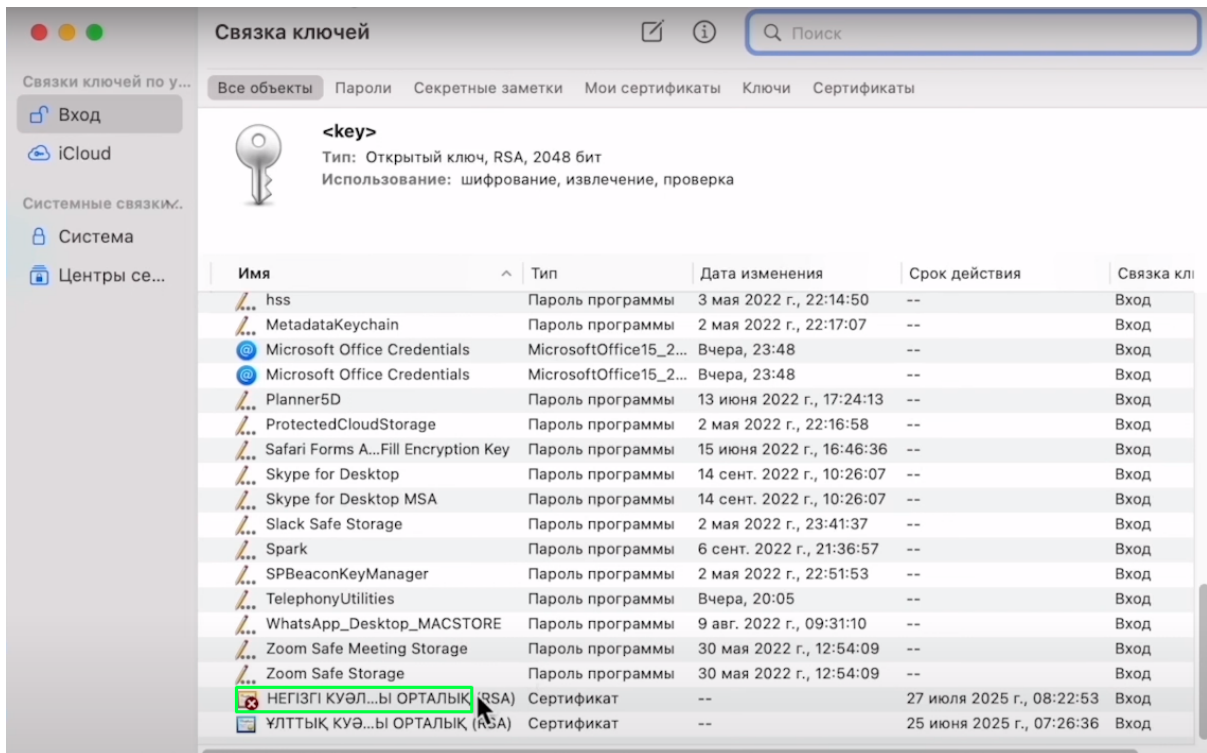 Связка ключей
Поиск
Связки ключей по у...
Вход
iCloud
Системные связки...
Система
Центры се...
Все объекты Пароли Секретные заметки Мои сертификаты Ключи Сертификаты
<key>
Тип: Открытый ключ, RSA, 2048 бит
Использование: шифрование, извлечение, проверка
Имя Тип Дата изменения Срок действия Связка клю
hss Пароль программы 3 мая 2022 г., 22:14:50 -- Вход
MetadataKeychain Пароль программы 2 мая 2022 г., 22:17:07 -- Вход
Microsoft Office Credentials MicrosoftOffice15_2... Вчера, 23:48 -- Вход
Microsoft Office Credentials MicrosoftOffice15_2... Вчера, 23:48 -- Вход
Planner5D Пароль программы 13 июня 2022 г., 17:24:13 -- Вход
ProtectedCloudStorage Пароль программы 2 мая 2022 г., 22:16:58 -- Вход
Safari Forms A...Fill Encryption Key Пароль программы 15 июня 2022 г., 16:46:36 -- Вход
Skype for Desktop Пароль программы 14 сент. 2022 г., 10:26:07 -- Вход
Skype for Desktop MSA Пароль программы 14 сент. 2022 г., 10:26:07 -- Вход
Slack Safe Storage Пароль программы 2 мая 2022 г., 23:41:37 -- Вход
Spark Пароль программы 6 сент. 2022 г., 21:36:57 -- Вход
SPBeaconKeyManager Пароль программы 2 мая 2022 г., 22:51:53 -- Вход
TelephonyUtilities Пароль программы Вчера, 20:05 -- Вход
WhatsApp_Desktop_MACSTORE Пароль программы 9 авг. 2022 г., 09:31:10 -- Вход
Zoom Safe Meeting Storage Пароль программы 30 мая 2022 г., 12:54:09 -- Вход
Zoom Safe Storage Пароль программы 30 мая 2022 г., 12:54:09 -- Вход
НЕГІЗГІ КУӘЛ...Ы ОРТАЛЫҚ (RSA) Сертификат -- 27 июля 2025 г., 08:22:53 Вход
ҰЛТТЫҚ КУӘ...Ы ОРТАЛЫҚ (RSA) Сертификат -- 25 июня 2025 г., 07:26:36 Вход